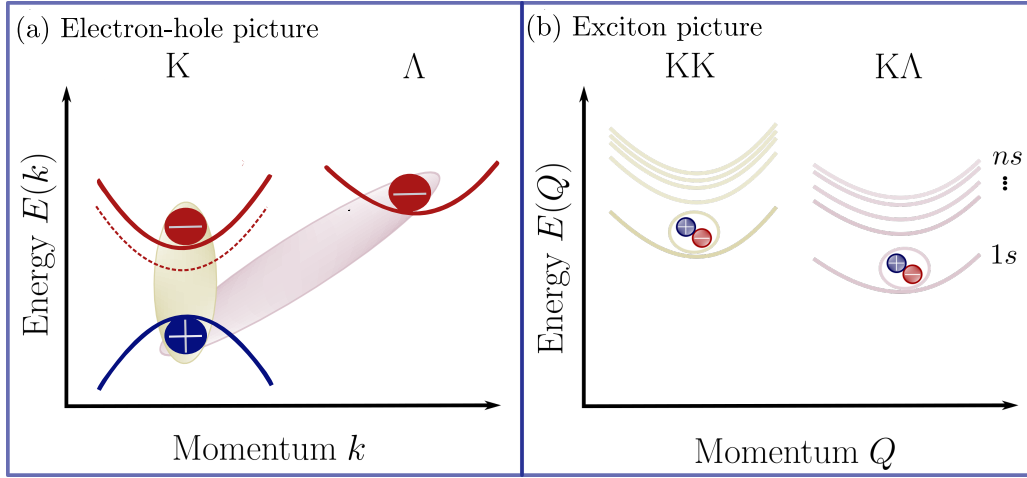 (a) Electron-hole picture
K
Λ
Energy E(k)
−
−
+
Momentum k
(b) Exciton picture
KK
KΛ
Energy E(Q)
ns
⋮
1s
+
−
+
−
Momentum Q